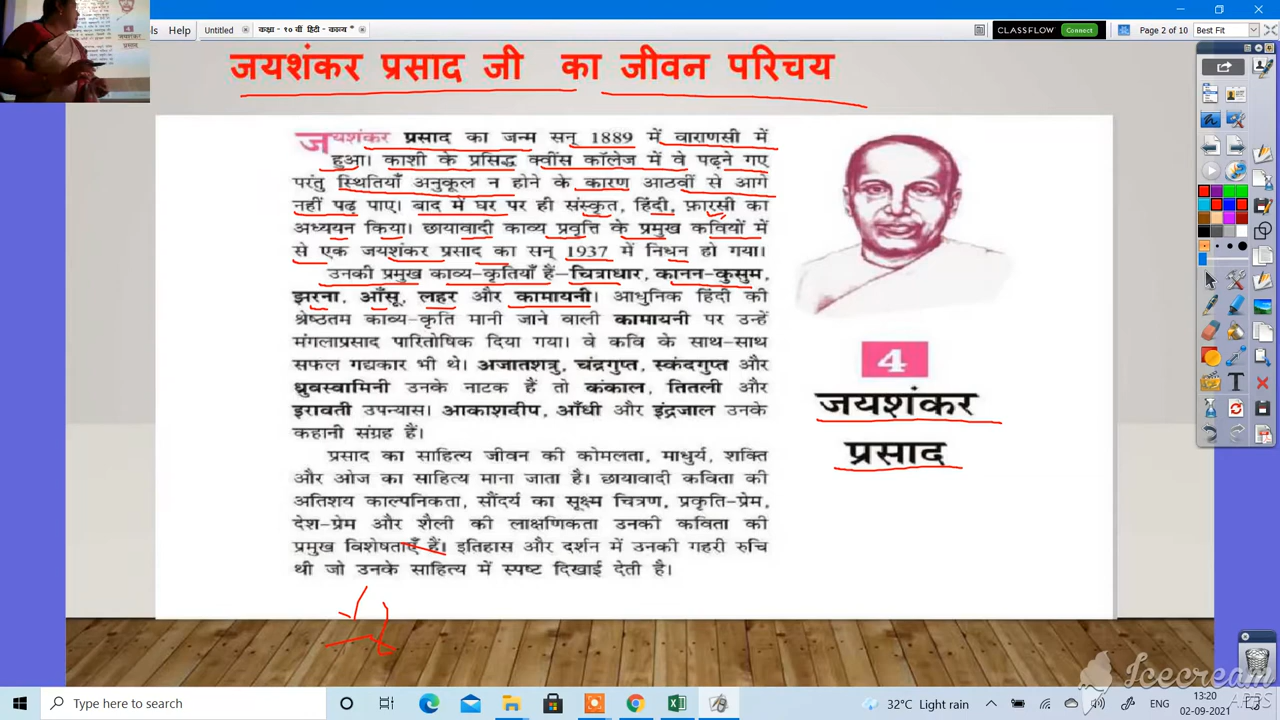 ls Help Untitled कक्षा - १० वीं हिंदी - काव्य * CLASSFLOW Connect Page 2 of 10 Best Fit
जयशंकर प्रसाद जी का जीवन परिचय
जयशंकर प्रसाद का जन्म सन् 1889 में वाराणसी में
हुआ। काशी के प्रसिद्ध क्वींस कॉलेज में वे पढ़ने गए
परंतु स्थितियाँ अनुकूल न होने के कारण आठवीं से आगे
नहीं पढ़ पाए। बाद में घर पर ही संस्कृत, हिंदी, फ़ारसी का
अध्ययन किया। छायावादी काव्य प्रवृत्ति के प्रमुख कवियों में
से एक जयशंकर प्रसाद का सन् 1937 में निधन हो गया।
उनकी प्रमुख काव्य-कृतियाँ हैं–चित्राधार, कानन-कुसुम,
झरना, आँसू, लहर और कामायनी। आधुनिक हिंदी की
श्रेष्ठतम काव्य-कृति मानी जाने वाली कामायनी पर उन्हें
मंगलाप्रसाद पारितोषिक दिया गया। वे कवि के साथ-साथ
सफल गद्यकार भी थे। अजातशत्रु, चंद्रगुप्त, स्कंदगुप्त और
ध्रुवस्वामिनी उनके नाटक हैं तो कंकाल, तितली और
इरावती उपन्यास। आकाशदीप, आँधी और इंद्रजाल उनके
कहानी संग्रह हैं।
प्रसाद का साहित्य जीवन की कोमलता, माधुर्य, शक्ति
और ओज का साहित्य माना जाता है। छायावादी कविता की
अतिशय काल्पनिकता, सौंदर्य का सूक्ष्म चित्रण, प्रकृति-प्रेम,
देश-प्रेम और शैली की लाक्षणिकता उनकी कविता की
प्रमुख विशेषताएँ हैं। इतिहास और दर्शन में उनकी गहरी रुचि
थी जो उनके साहित्य में स्पष्ट दिखाई देती है।
4
जयशंकर
प्रसाद
Icecream
APPS
Type here to search 32°C Light rain ENG 13:20
02-09-2021